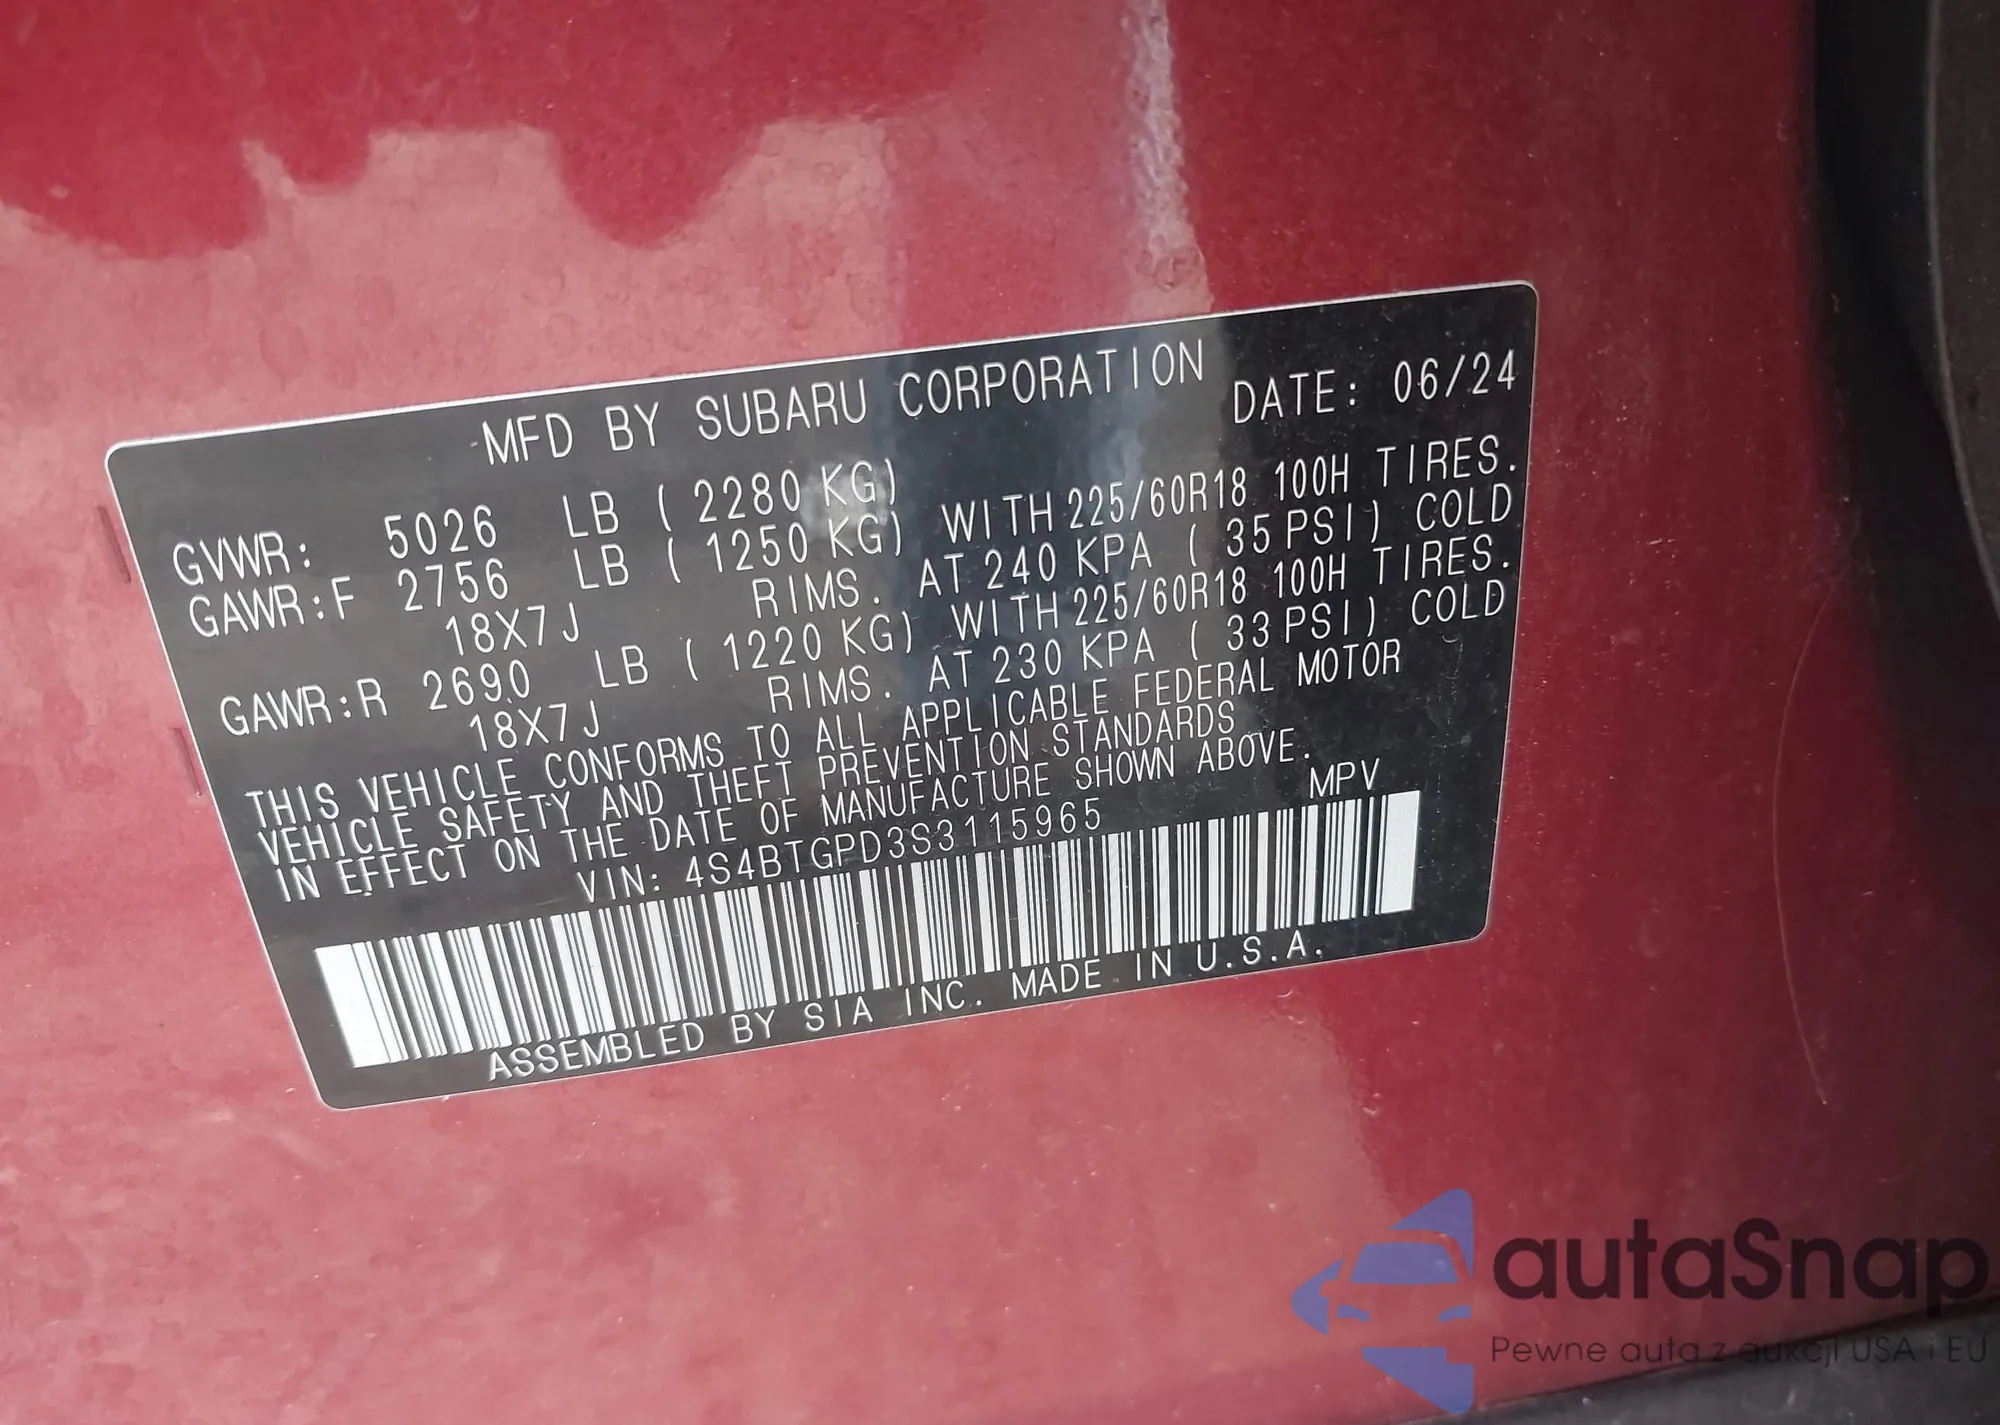 MFD BY SUBARU CORPORATION DATE: 06/24
GVWR: 5026 LB ( 2280 KG)
GAWR:F 2756 LB ( 1250 KG) WITH 225/60R18 100H TIRES.
18X7J RIMS. AT 240 KPA ( 35 PSI) COLD
GAWR:R 2690 LB ( 1220 KG) WITH 225/60R18 100H TIRES.
18X7J RIMS. AT 230 KPA ( 33 PSI) COLD
THIS VEHICLE CONFORMS TO ALL APPLICABLE FEDERAL MOTOR
VEHICLE SAFETY AND THEFT PREVENTION STANDARDS
IN EFFECT ON THE DATE OF MANUFACTURE SHOWN ABOVE.
VIN: 4S4BTGPD3S3115965 MPV
ASSEMBLED BY SIA INC. MADE IN U.S.A.
autaSnap
Pewne auta z aukcji USA i EU